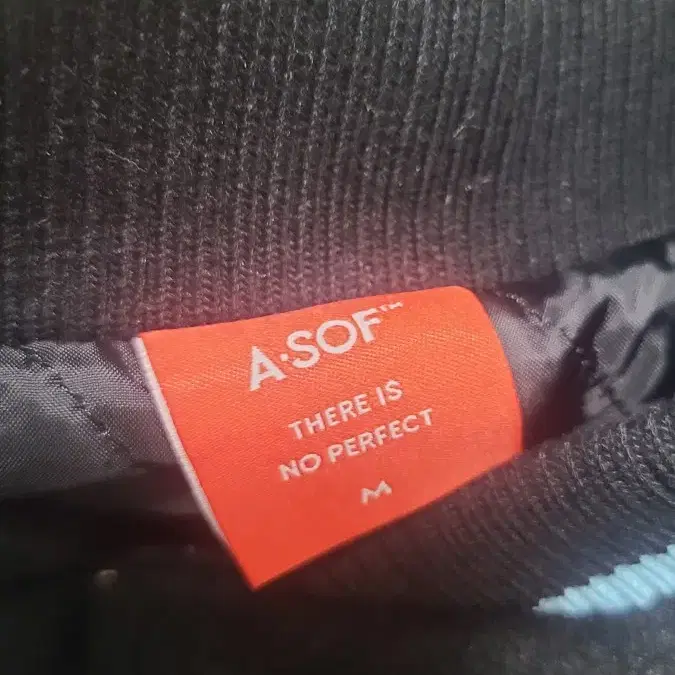 A·SOF™
THERE IS
NO PERFECT
M